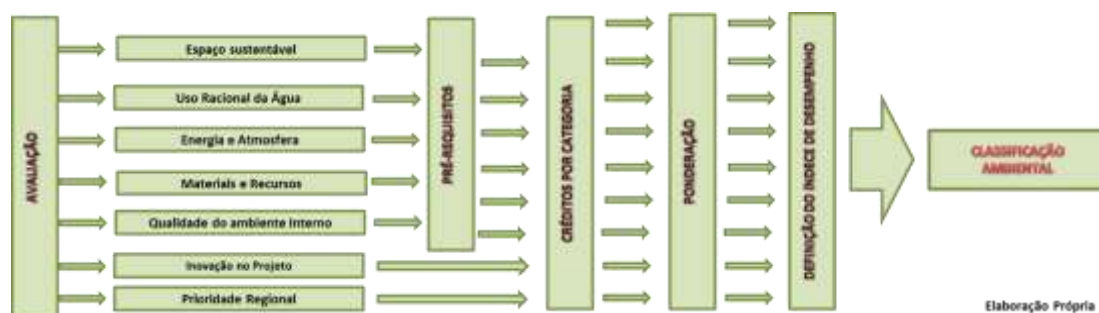 AVALIAÇÃO
Espaço sustentável
Uso Racional da Água
Energia e Atmosfera
Materiais e Recursos
Qualidade do ambiente Interno
Inovação no Projeto
Prioridade Regional
PRÉ-REQUISITOS
CRÉDITOS POR CATEGORIA
PONDERAÇÃO
DEFINIÇÃO DO ÍNDECE DE DESEMPENHO
CLASSIFICAÇÃO
AMBIENTAL
Elaboração Própria